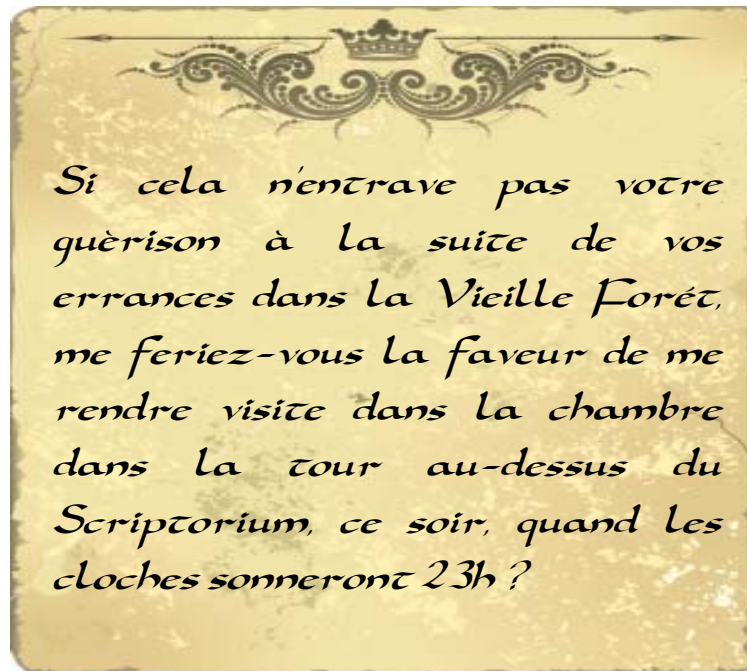 Si cela n'entrave pas votre
guèrison à la suite de vos
errances dans la Vieille Forét,
me feriez-vous la faveur de me
rendre visite dans la chambre
dans la tour au-dessus du
Scriptorium, ce soir, quand les
cloches sonneront 23h ?